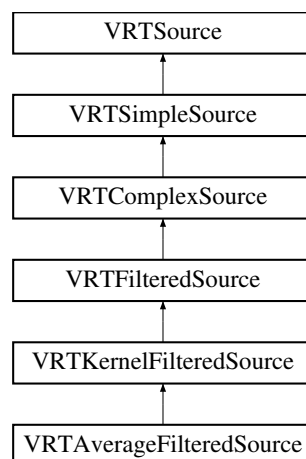 VRTSource
VRTSimpleSource
VRTComplexSource
VRTFilteredSource
VRTKernelFilteredSource
VRTAverageFilteredSource